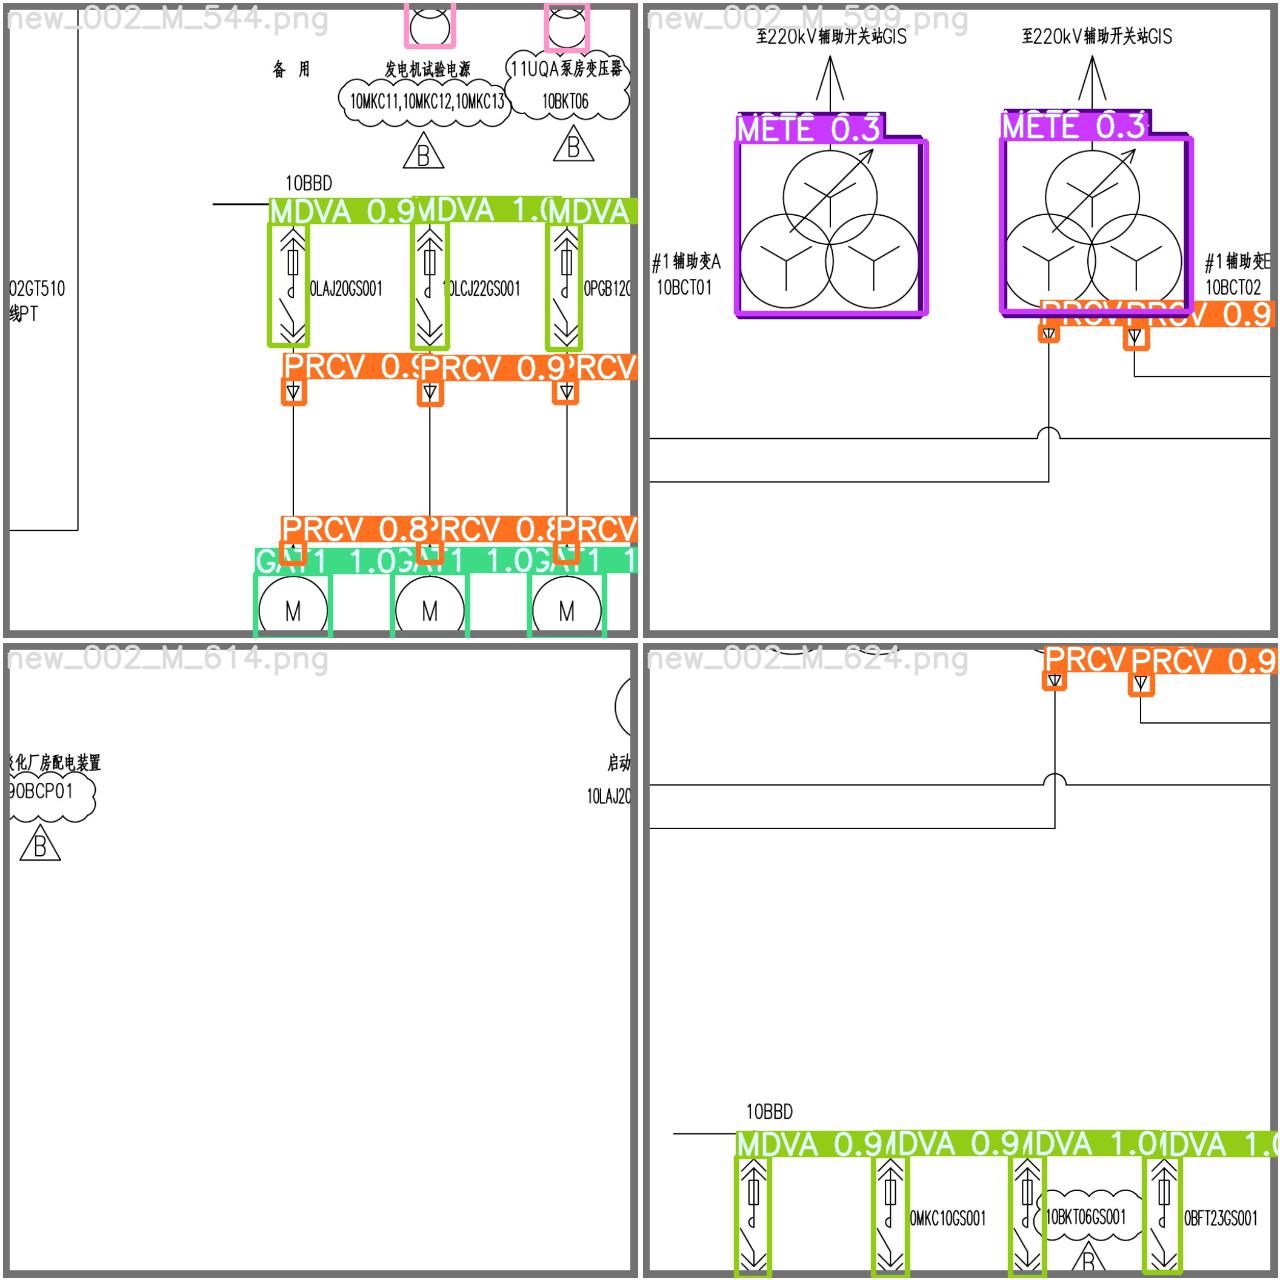 new_002_M_544.png
备 用
发电机试验电源
10MKC11,10MKC12,10MKC13
B
11UQA泵房变压器
10BKT06
B
10BBD
MDVA 0.9
MDVA 1.0
MDVA
02GT510
线PT
0LAJ20GS001
10LCJ22GS001
PRCV 0.9
PRCV 0.9
PRCV
PRCV 0.8
PRCV 0.8
PRCV
GAT1 1.0
GAT1 1.0
GAT1 1
M
M
M
new_002_M_599.png
至220kV辅助开关站GIS
至220kV辅助开关站GIS
METE 0.3
METE 0.3
#1辅助变A
10BCT01
#1辅助变
10BCT02
PRCV
PRCV 0.9
new_002_M_614.png
化厂房配电装置
90BCP01
B
启动
10LAJ20
new_002_M_624.png
PRCV
PRCV 0.9
10BBD
MDVA 0.9
MDVA 0.9
MDVA 1.0
MDVA 1.0
0MKC10GS001
10BKT06GS001
B
0BFT23GS001